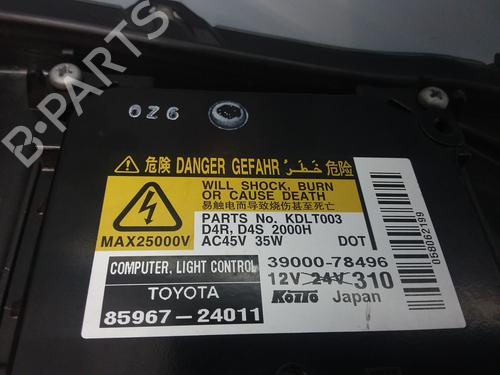 B-PARTS
OZ6
危険 DANGER GEFAHR خطر 危险
WILL SHOCK, BURN
OR CAUSE DEATH
易触电而导致烧伤甚至死亡
MAX25000V
PARTS No. KDLT003
D4R, D4S 2000H
AC45V 35W DOT
COMPUTER. LIGHT CONTROL
TOYOTA
85967-24011
39000-78496
12V 24V 310
KOITO Japan
068062199